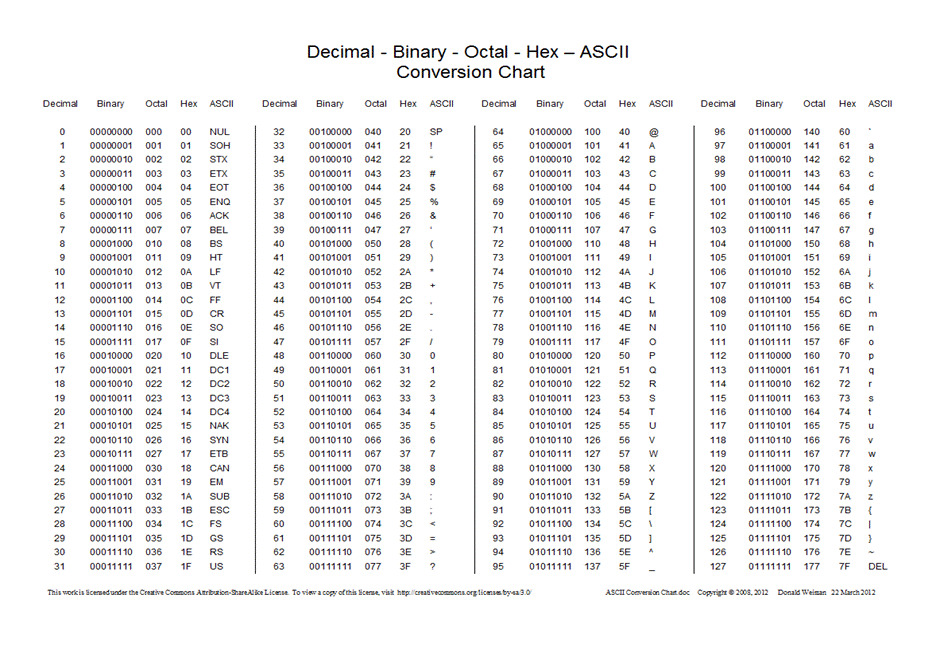 Decimal - Binary - Octal - Hex – ASCII
Conversion Chart
Decimal Binary Octal Hex ASCII Decimal Binary Octal Hex ASCII Decimal Binary Octal Hex ASCII Decimal Binary Octal Hex ASCII
0 00000000 000 00 NUL 32 00100000 040 20 SP 64 01000000 100 40 @ 96 01100000 140 60 `
1 00000001 001 01 SOH 33 00100001 041 21 ! 65 01000001 101 41 A 97 01100001 141 61 a
2 00000010 002 02 STX 34 00100010 042 22 " 66 01000010 102 42 B 98 01100010 142 62 b
3 00000011 003 03 ETX 35 00100011 043 23 # 67 01000011 103 43 C 99 01100011 143 63 c
4 00000100 004 04 EOT 36 00100100 044 24 $ 68 01000100 104 44 D 100 01100100 144 64 d
5 00000101 005 05 ENQ 37 00100101 045 25 % 69 01000101 105 45 E 101 01100101 145 65 e
6 00000110 006 06 ACK 38 00100110 046 26 & 70 01000110 106 46 F 102 01100110 146 66 f
7 00000111 007 07 BEL 39 00100111 047 27 ' 71 01000111 107 47 G 103 01100111 147 67 g
8 00001000 010 08 BS 40 00101000 050 28 ( 72 01001000 110 48 H 104 01101000 150 68 h
9 00001001 011 09 HT 41 00101001 051 29 ) 73 01001001 111 49 I 105 01101001 151 69 i
10 00001010 012 0A LF 42 00101010 052 2A * 74 01001010 112 4A J 106 01101010 152 6A j
11 00001011 013 0B VT 43 00101011 053 2B + 75 01001011 113 4B K 107 01101011 153 6B k
12 00001100 014 0C FF 44 00101100 054 2C , 76 01001100 114 4C L 108 01101100 154 6C l
13 00001101 015 0D CR 45 00101101 055 2D - 77 01001101 115 4D M 109 01101101 155 6D m
14 00001110 016 0E SO 46 00101110 056 2E . 78 01001110 116 4E N 110 01101110 156 6E n
15 00001111 017 0F SI 47 00101111 057 2F / 79 01001111 117 4F O 111 01101111 157 6F o
16 00010000 020 10 DLE 48 00110000 060 30 0 80 01010000 120 50 P 112 01110000 160 70 p
17 00010001 021 11 DC1 49 00110001 061 31 1 81 01010001 121 51 Q 113 01110001 161 71 q
18 00010010 022 12 DC2 50 00110010 062 32 2 82 01010010 122 52 R 114 01110010 162 72 r
19 00010011 023 13 DC3 51 00110011 063 33 3 83 01010011 123 53 S 115 01110011 163 73 s
20 00010100 024 14 DC4 52 00110100 064 34 4 84 01010100 124 54 T 116 01110100 164 74 t
21 00010101 025 15 NAK 53 00110101 065 35 5 85 01010101 125 55 U 117 01110101 165 75 u
22 00010110 026 16 SYN 54 00110110 066 36 6 86 01010110 126 56 V 118 01110110 166 76 v
23 00010111 027 17 ETB 55 00110111 067 37 7 87 01010111 127 57 W 119 01110111 167 77 w
24 00011000 030 18 CAN 56 00111000 070 38 8 88 01011000 130 58 X 120 01111000 170 78 x
25 00011001 031 19 EM 57 00111001 071 39 9 89 01011001 131 59 Y 121 01111001 171 79 y
26 00011010 032 1A SUB 58 00111010 072 3A : 90 01011010 132 5A Z 122 01111010 172 7A z
27 00011011 033 1B ESC 59 00111011 073 3B ; 91 01011011 133 5B [ 123 01111011 173 7B {
28 00011100 034 1C FS 60 00111100 074 3C < 92 01011100 134 5C \ 124 01111100 174 7C |
29 00011101 035 1D GS 61 00111101 075 3D = 93 01011101 135 5D ] 125 01111101 175 7D }
30 00011110 036 1E RS 62 00111110 076 3E > 94 01011110 136 5E ^ 126 01111110 176 7E ~
31 00011111 037 1F US 63 00111111 077 3F ? 95 01011111 137 5F _ 127 01111111 177 7F DEL
This work is licensed under the Creative Commons Attribution-ShareAlike License. To view a copy of this license, visit http://creativecommons.org/licenses/by-sa/3.0/ ASCII Conversion Chart.doc Copyright © 2008, 2012 Donald Weiman 22 March 2012